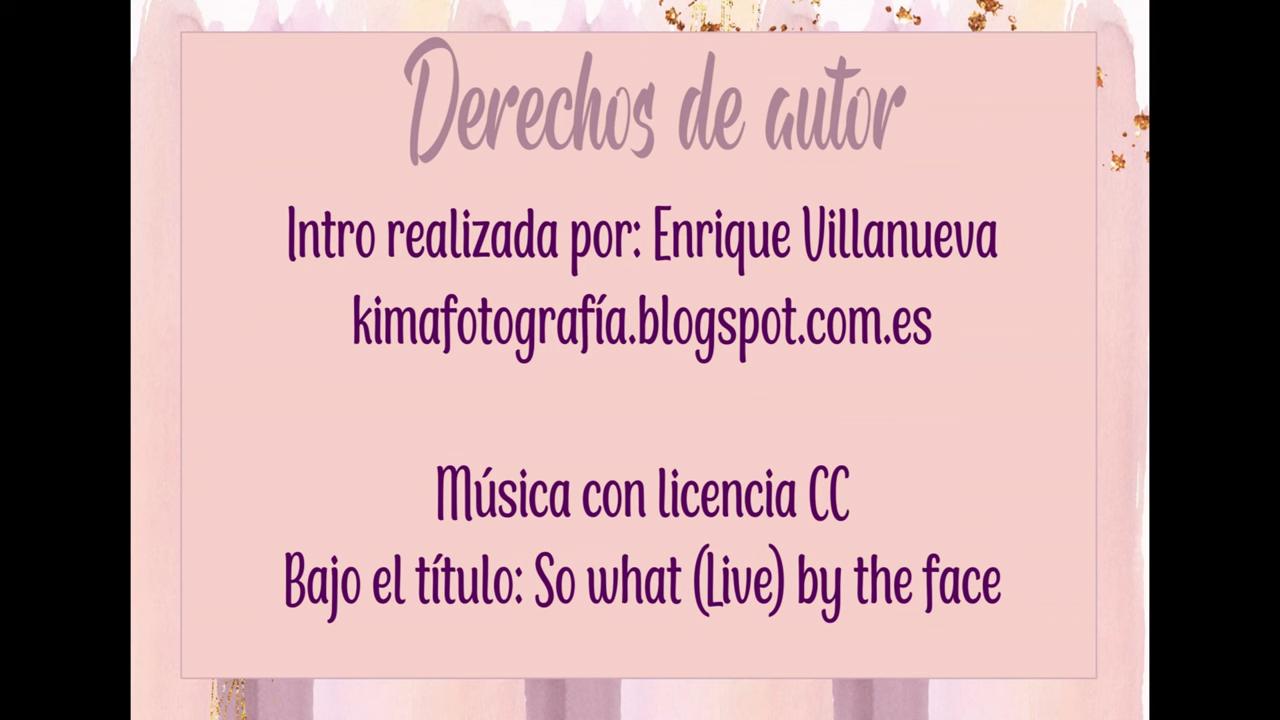 Derechos de autor
Intro realizada por: Enrique Villanueva
kimafotografía.blogspot.com.es
Música con licencia CC
Bajo el título: So what (Live) by the face